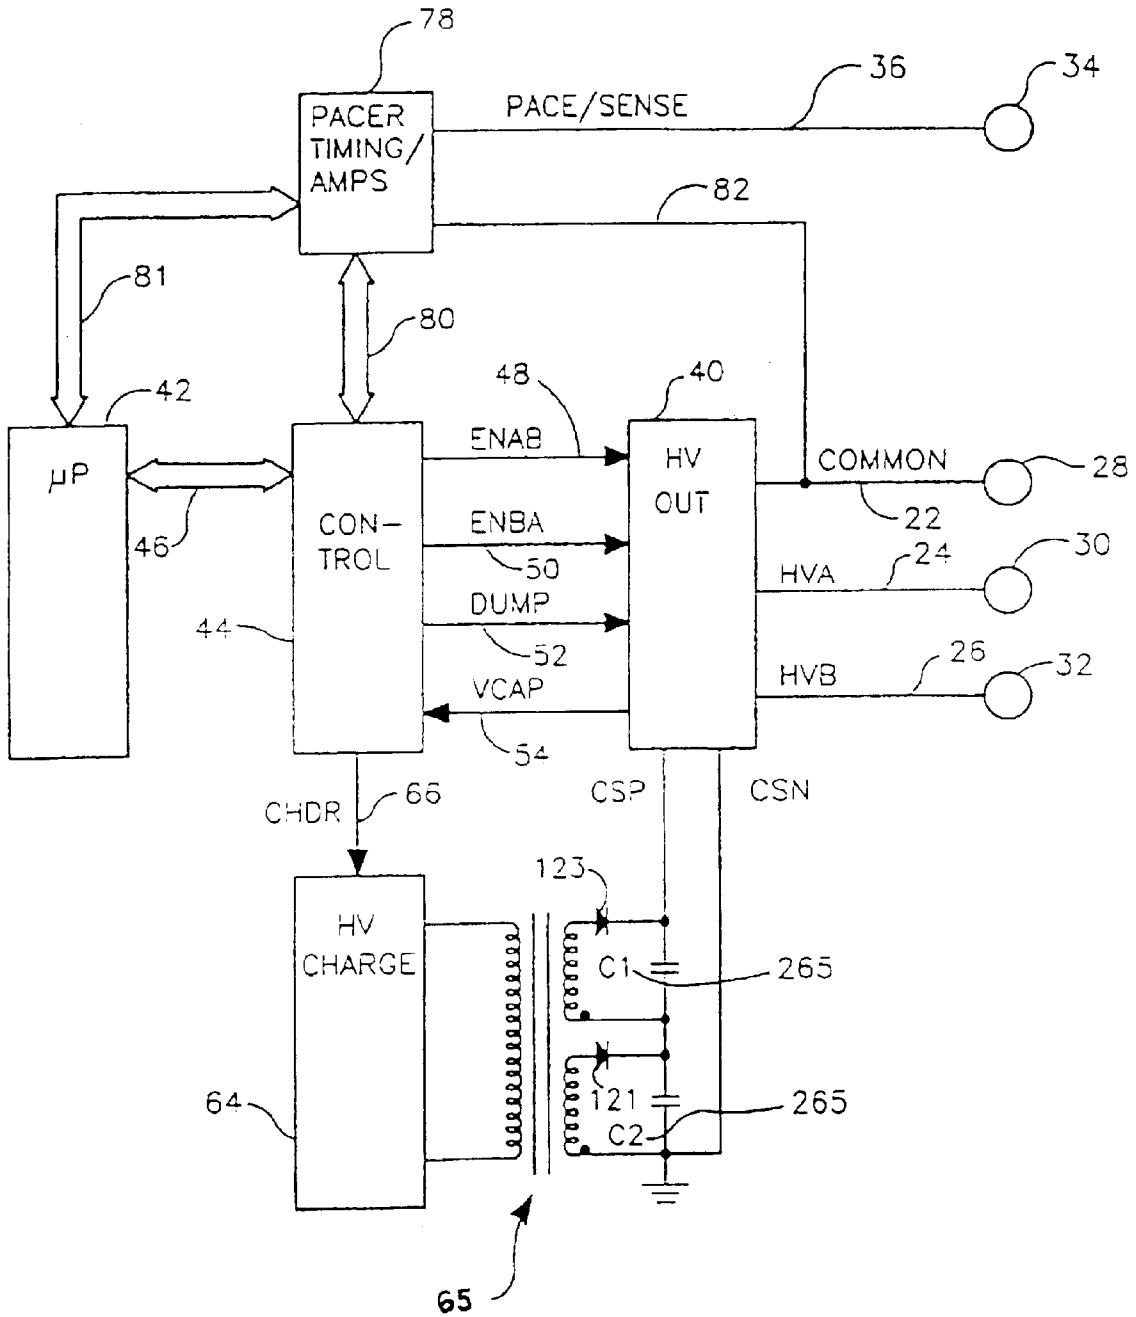 78
PACER
TIMING/
AMPS
PACE/SENSE
36
34
82
81
80
42
µP
46
48
40
ENAB
HV
OUT
COMMON
28
22
CON-
TROL
ENBA
50
HVA
24
30
44
DUMP
52
HVB
26
32
VCAP
54
CHDR
66
CSP
CSN
123
HV
CHARGE
C1
265
64
121
C2
265
65